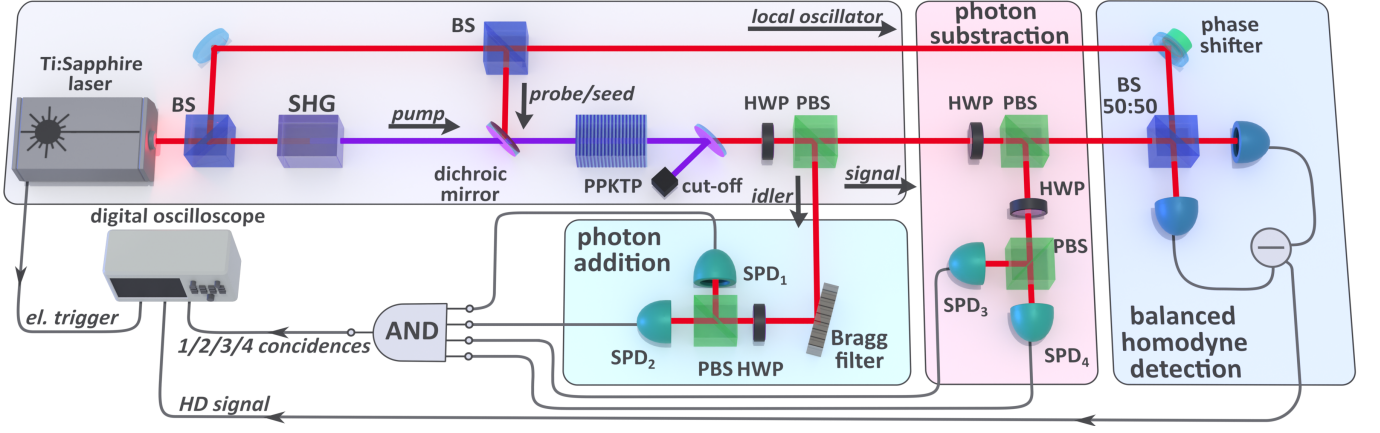 local oscillator
photon
substraction
phase
shifter
Ti:Sapphire
laser
BS
BS
SHG
pump
probe/seed
HWP PBS
HWP PBS
BS
50:50
dichroic
mirror
PPKTP
cut-off
idler
signal
HWP
PBS
digital oscilloscope
photon
addition
SPD1
SPD2
PBS HWP
Bragg
filter
SPD3
SPD4
el. trigger
AND
1/2/3/4 concidences
balanced
homodyne
detection
HD signal